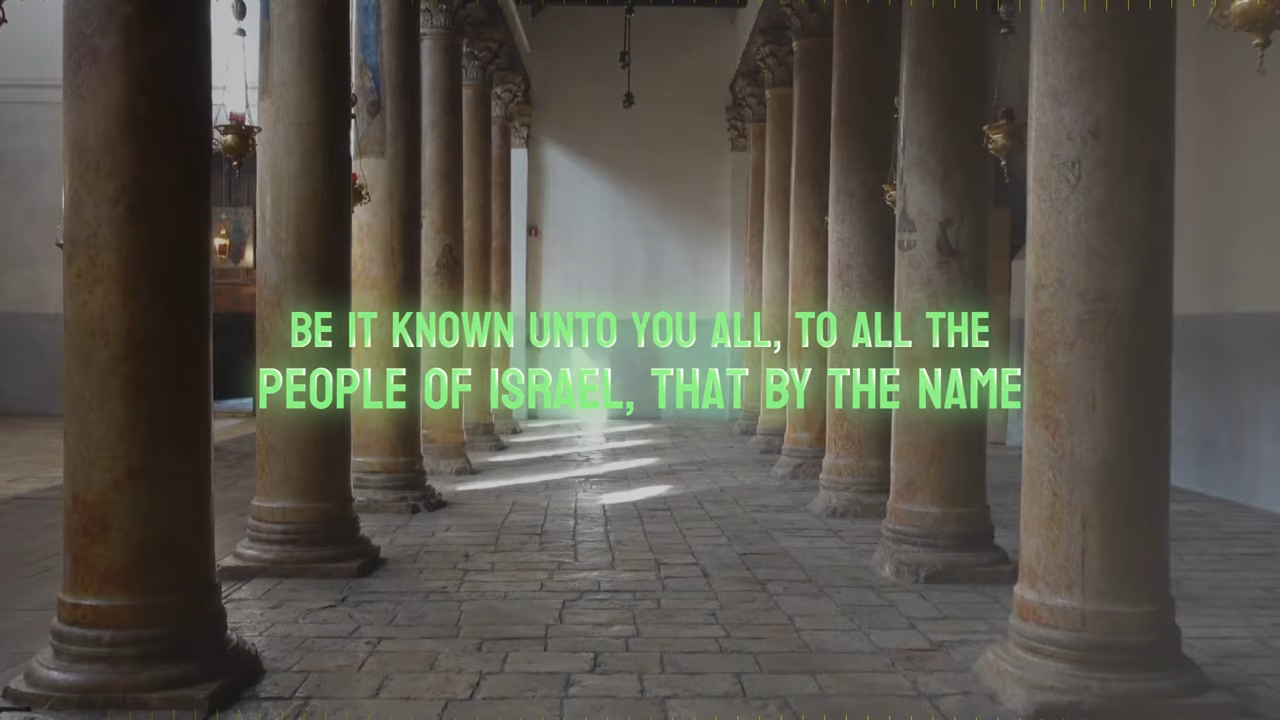 BE IT KNOWN UNTO YOU ALL, TO ALL THE
PEOPLE OF ISRAEL, THAT BY THE NAME